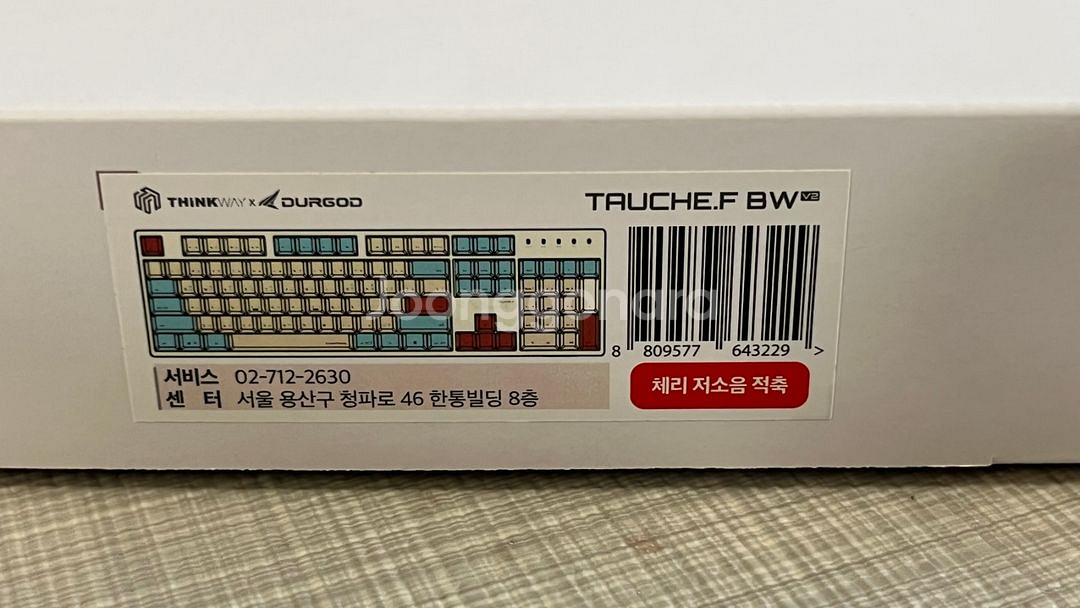 THINKWAY x DURGOD
TAUCHE.F BW V2
Joonggonara
8 809577 643229 >
서비스 센 터
02-712-2630
서울 용산구 청파로 46 한통빌딩 8층
체리 저소음 적축